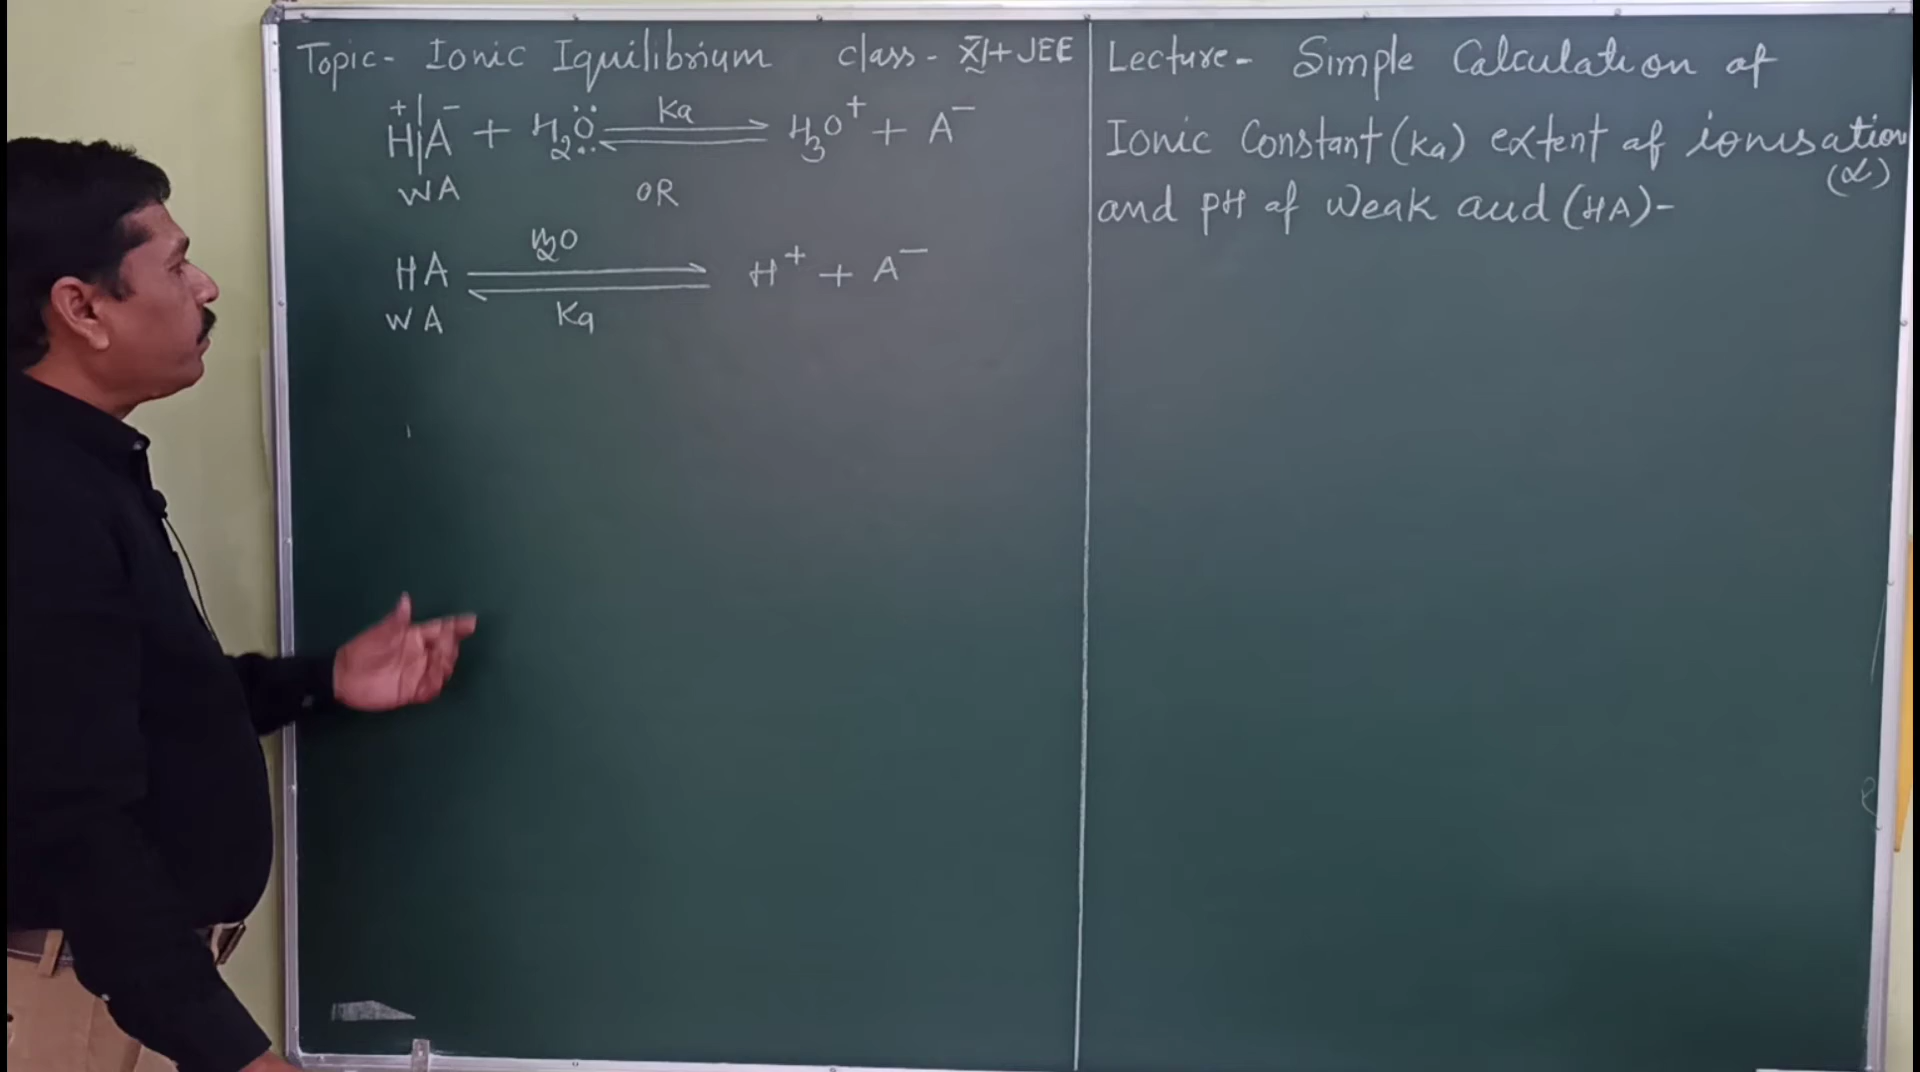 Topic - Ionic Iquilibrium class - XI + JEE
+ | -
H|A + H2O ⇌ Ka H3O+ + A-
WA OR
H2O
HA ⇌ H+ + A-
WA Ka
Lecture - Simple Calculation of
Ionic Constant (Ka) extent of ionisation
(α)
and pH of Weak acid (HA) -